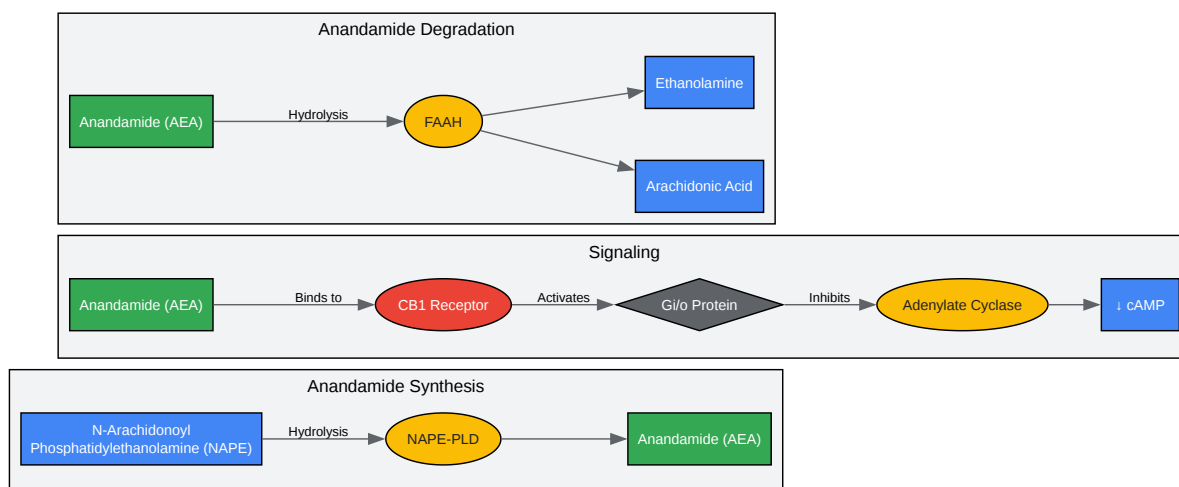 Anandamide Degradation
Ethanolamine
Anandamide (AEA)
Hydrolysis
FAAH
Arachidonic Acid
Signaling
Anandamide (AEA)
Binds to
CB1 Receptor
Activates
Gi/o Protein
Inhibits
Adenylate Cyclase
↓ cAMP
Anandamide Synthesis
N-Arachidonoyl
Phosphatidylethanolamine (NAPE)
Hydrolysis
NAPE-PLD
Anandamide (AEA)